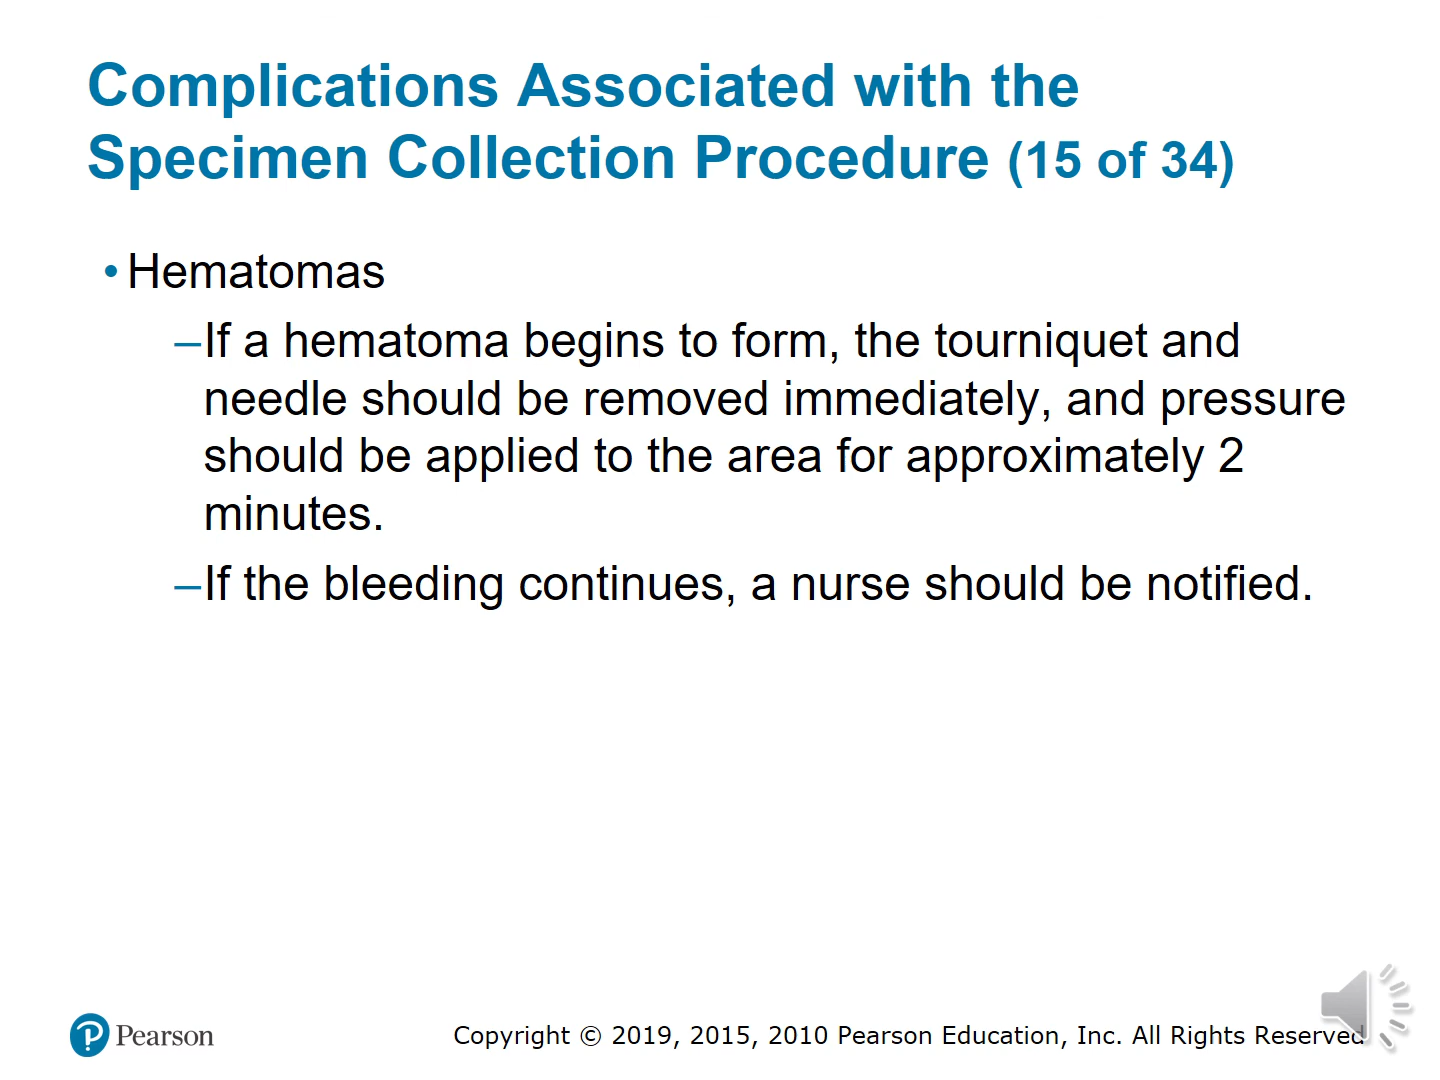 Complications Associated with the
Specimen Collection Procedure (15 of 34)
• Hematomas
–If a hematoma begins to form, the tourniquet and
needle should be removed immediately, and pressure
should be applied to the area for approximately 2
minutes.
–If the bleeding continues, a nurse should be notified.
Pearson
Copyright © 2019, 2015, 2010 Pearson Education, Inc. All Rights Reserved